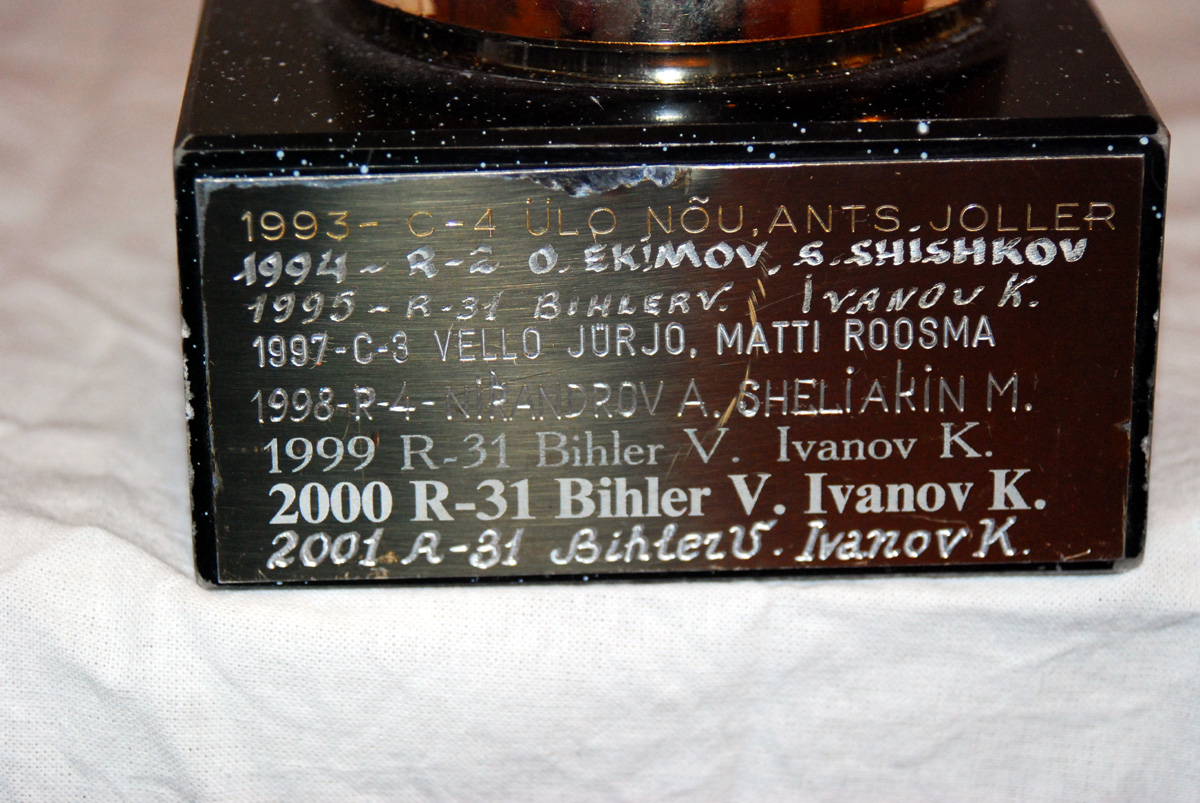 1993- C-4 ÜLO NÕU, ANTS JOLLER
1994 - R-2 O. EKIMOV, S. SHISHKOV
1995 - R-31 BIHLER V. IVANOV K.
1997-C-3 VELLO JÜRJO, MATTI ROOSMA
1998-R-4-NIKANDROV A. SHELIAKIN M.
1999 R-31 Bihler V. Ivanov K.
2000 R-31 Bihler V. Ivanov K.
2001 R-31 Bihler V. Ivanov K.